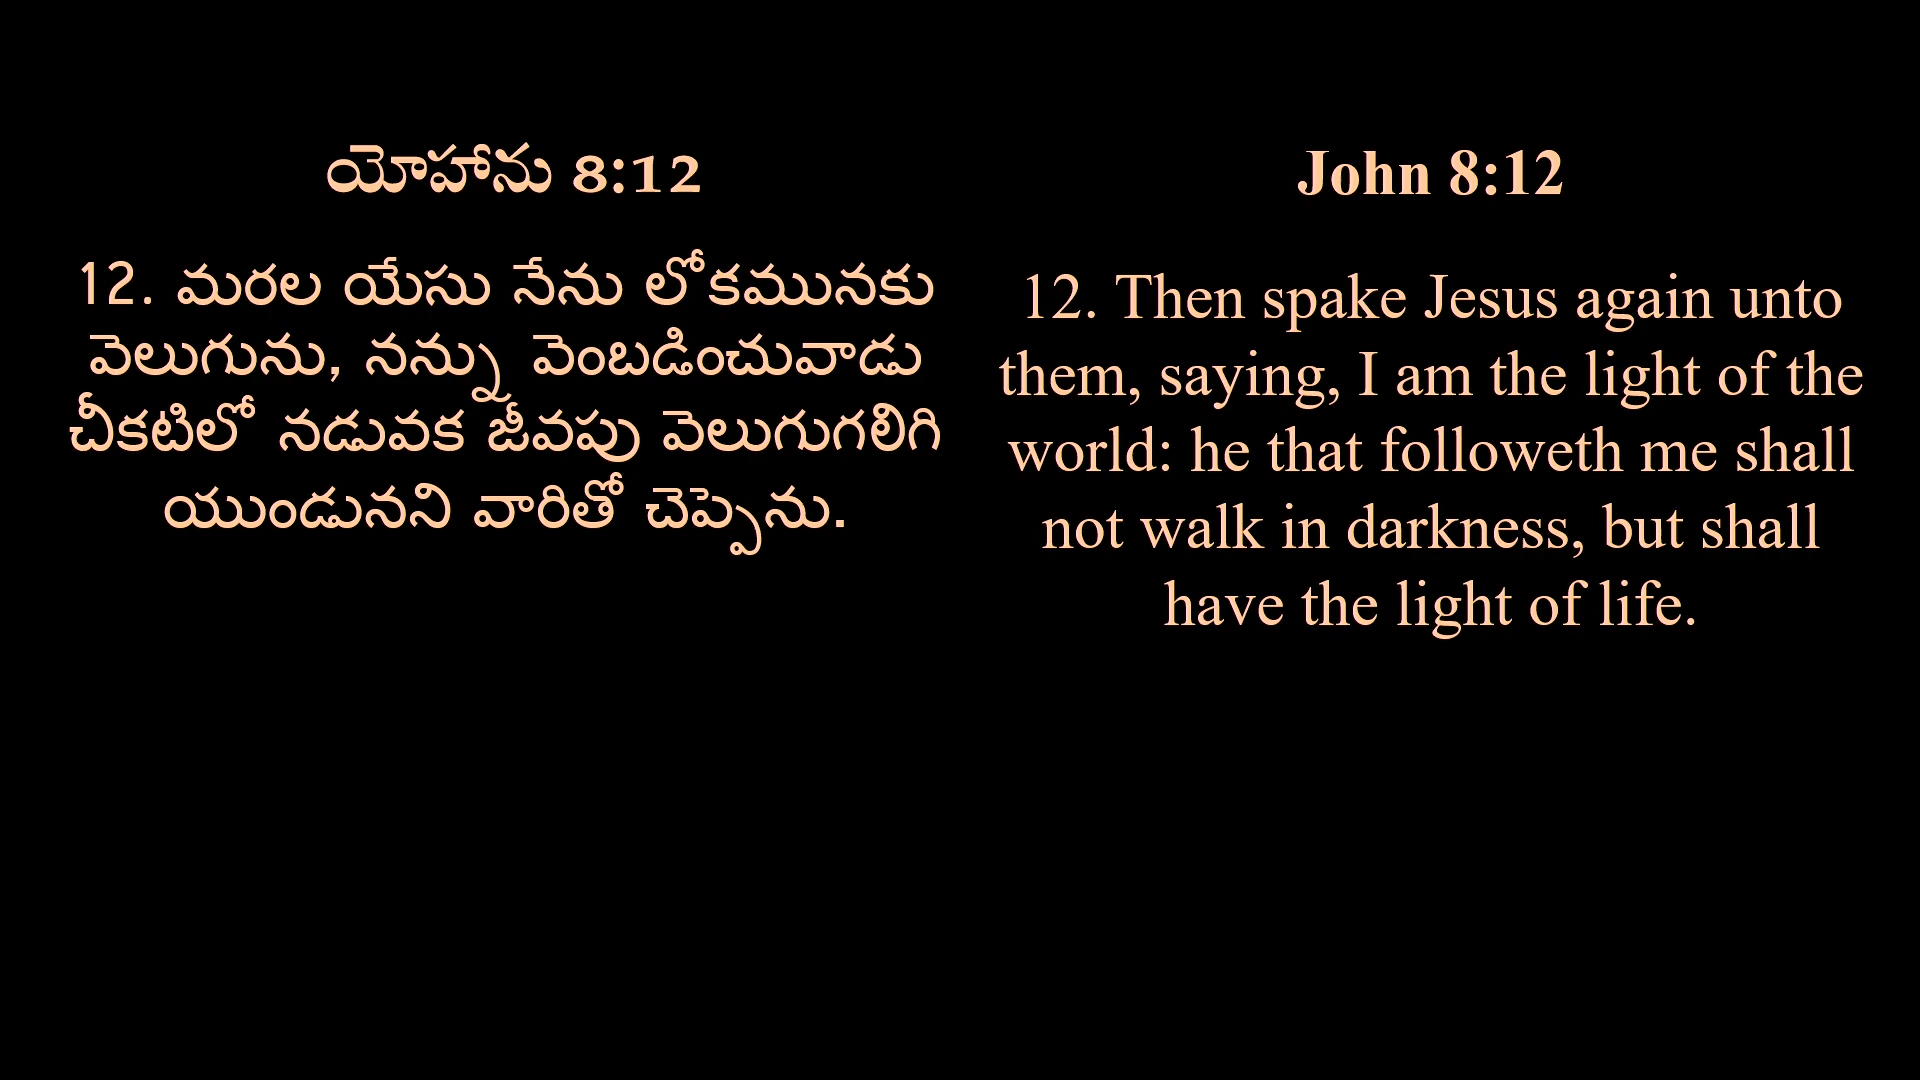 యోహాను 8:12
12. మరల యేసు నేను లోకమునకు
వెలుగును, నన్ను వెంబడించువాడు
చీకటిలో నడువక జీవపు వెలుగుగలిగి
యుండునని వారితో చెప్పెను.
John 8:12
12. Then spake Jesus again unto
them, saying, I am the light of the
world: he that followeth me shall
not walk in darkness, but shall
have the light of life.